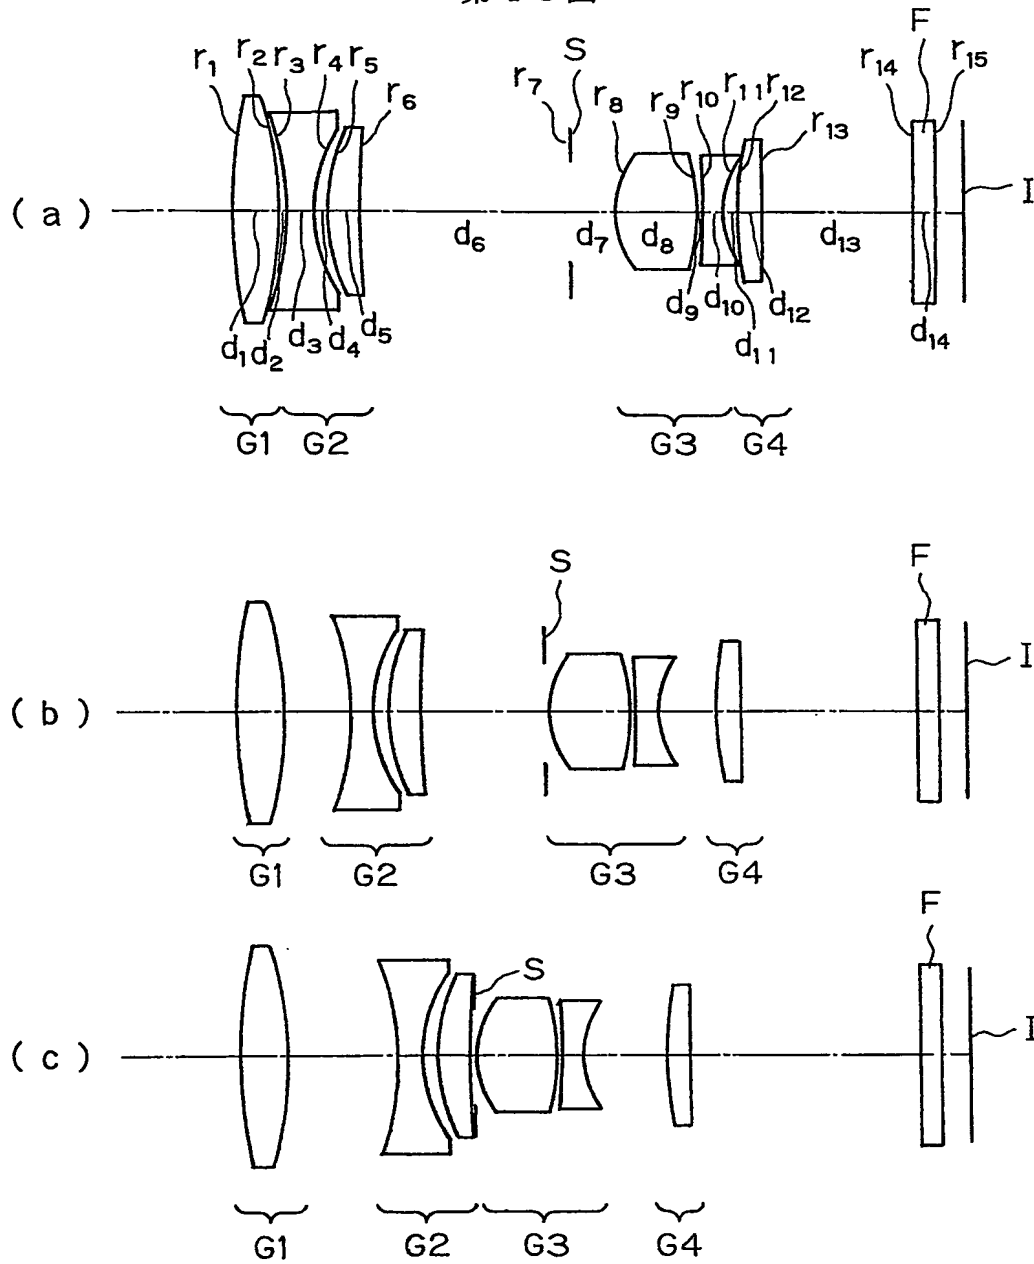 F
S
r₂ r₃ r₄ r₅
r₁ r₆
r₇ r₈ r₉ r₁₀ r₁₁ r₁₂ r₁₃
r₁₄ r₁₅
(a)
I
d₆ d₇ d₈ d₁₃
d₁ d₂ d₃ d₄ d₅
d₉ d₁₀ d₁₁ d₁₂
d₁₄
G1 G2 G3 G4
S F
I
(b)
G1 G2 G3 G4
F
S
I
(c)
G1 G2 G3 G4